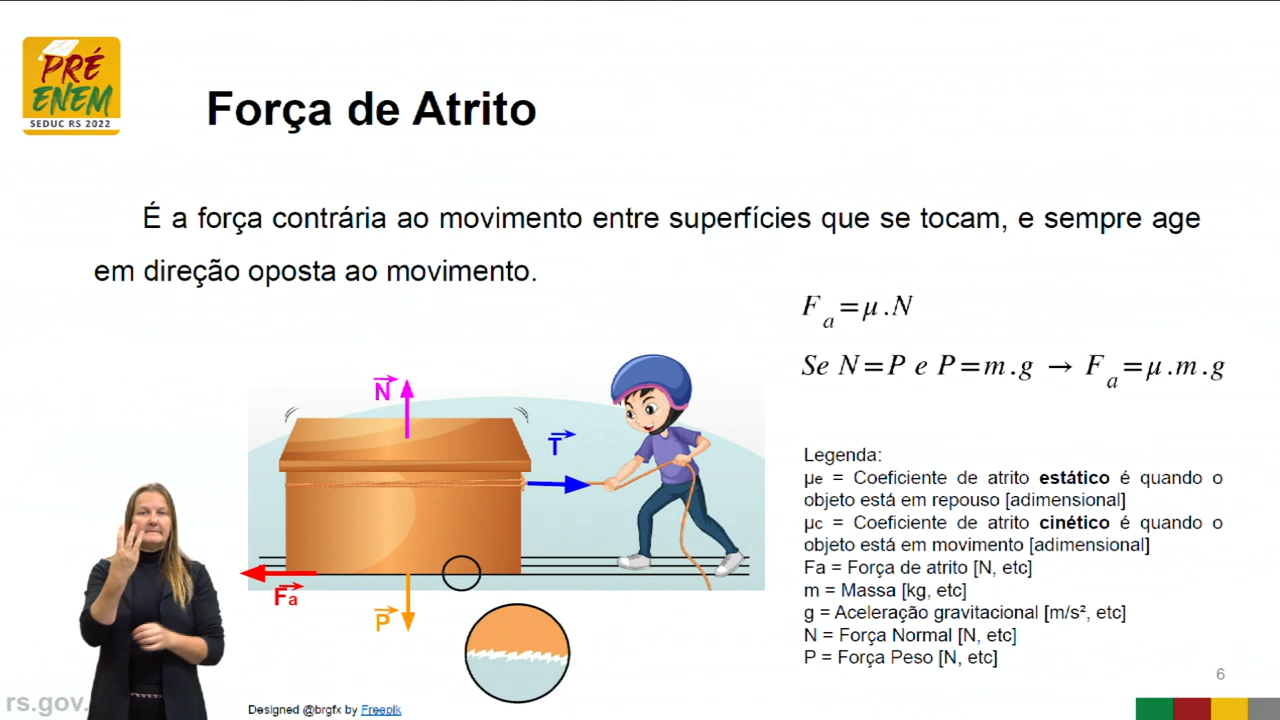 PRÉ
ENEM
SEDUC RS 2022
Força de Atrito
É a força contrária ao movimento entre superfícies que se tocam, e sempre age
em direção oposta ao movimento.
F a = μ . N
Se N = P e P = m . g → F a = μ . m . g
N
T
Fa
P
Legenda:
μe = Coeficiente de atrito estático é quando o
objeto está em repouso [adimensional]
μc = Coeficiente de atrito cinético é quando o
objeto está em movimento [adimensional]
Fa = Força de atrito [N, etc]
m = Massa [kg, etc]
g = Aceleração gravitacional [m/s², etc]
N = Força Normal [N, etc]
P = Força Peso [N, etc]
6
rs.gov.
Designed @brgfx by Freepik